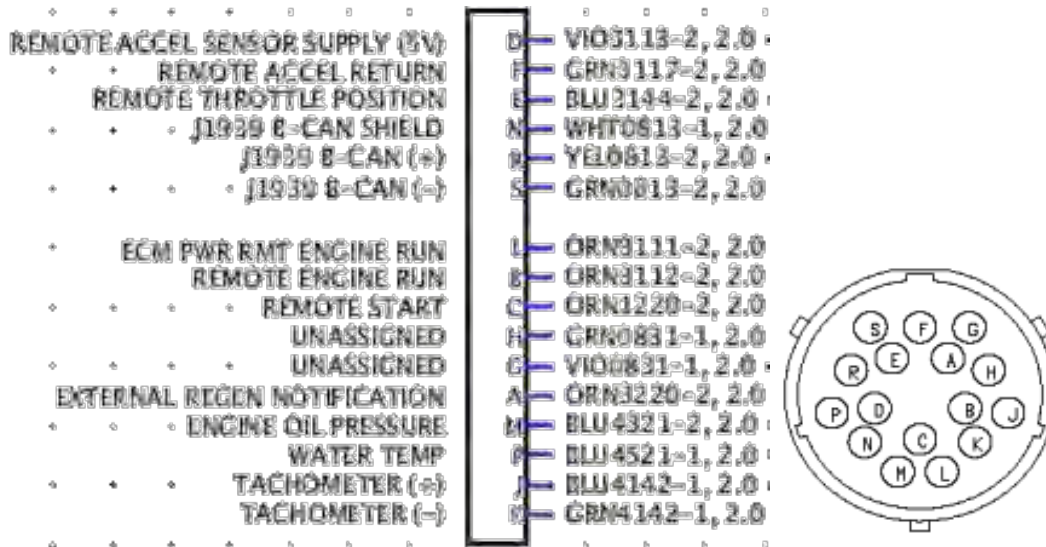 REMOTE ACCEL SENSOR SUPPLY (5V) D VIO3113-2, 2.0
REMOTE ACCEL RETURN F GRN3117-2, 2.0
REMOTE THROTTLE POSITION E BLU3144-2, 2.0
J1939 B-CAN SHIELD N WHT0813-1, 2.0
J1939 B-CAN (+) R YEL0813-2, 2.0
J1939 B-CAN (-) S GRN0813-2, 2.0
ECM PWR RMT ENGINE RUN L ORN3111-2, 2.0
REMOTE ENGINE RUN B ORN3112-2, 2.0
REMOTE START C ORN1220-2, 2.0
UNASSIGNED H GRN0831-1, 2.0
UNASSIGNED G VIO0831-1, 2.0
EXTERNAL REGEN NOTIFICATION A ORN3220-2, 2.0
ENGINE OIL PRESSURE M BLU4321-2, 2.0
WATER TEMP P BLU4521-1, 2.0
TACHOMETER (+) J BLU4142-1, 2.0
TACHOMETER (-) K GRN4142-1, 2.0
S F G
E A
R H
P D B J
N C K
M L